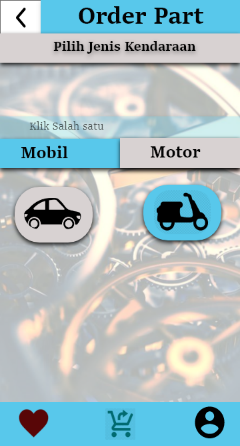 Order Part
Pilih Jenis Kendaraan
Klik Salah satu
Mobil
Motor